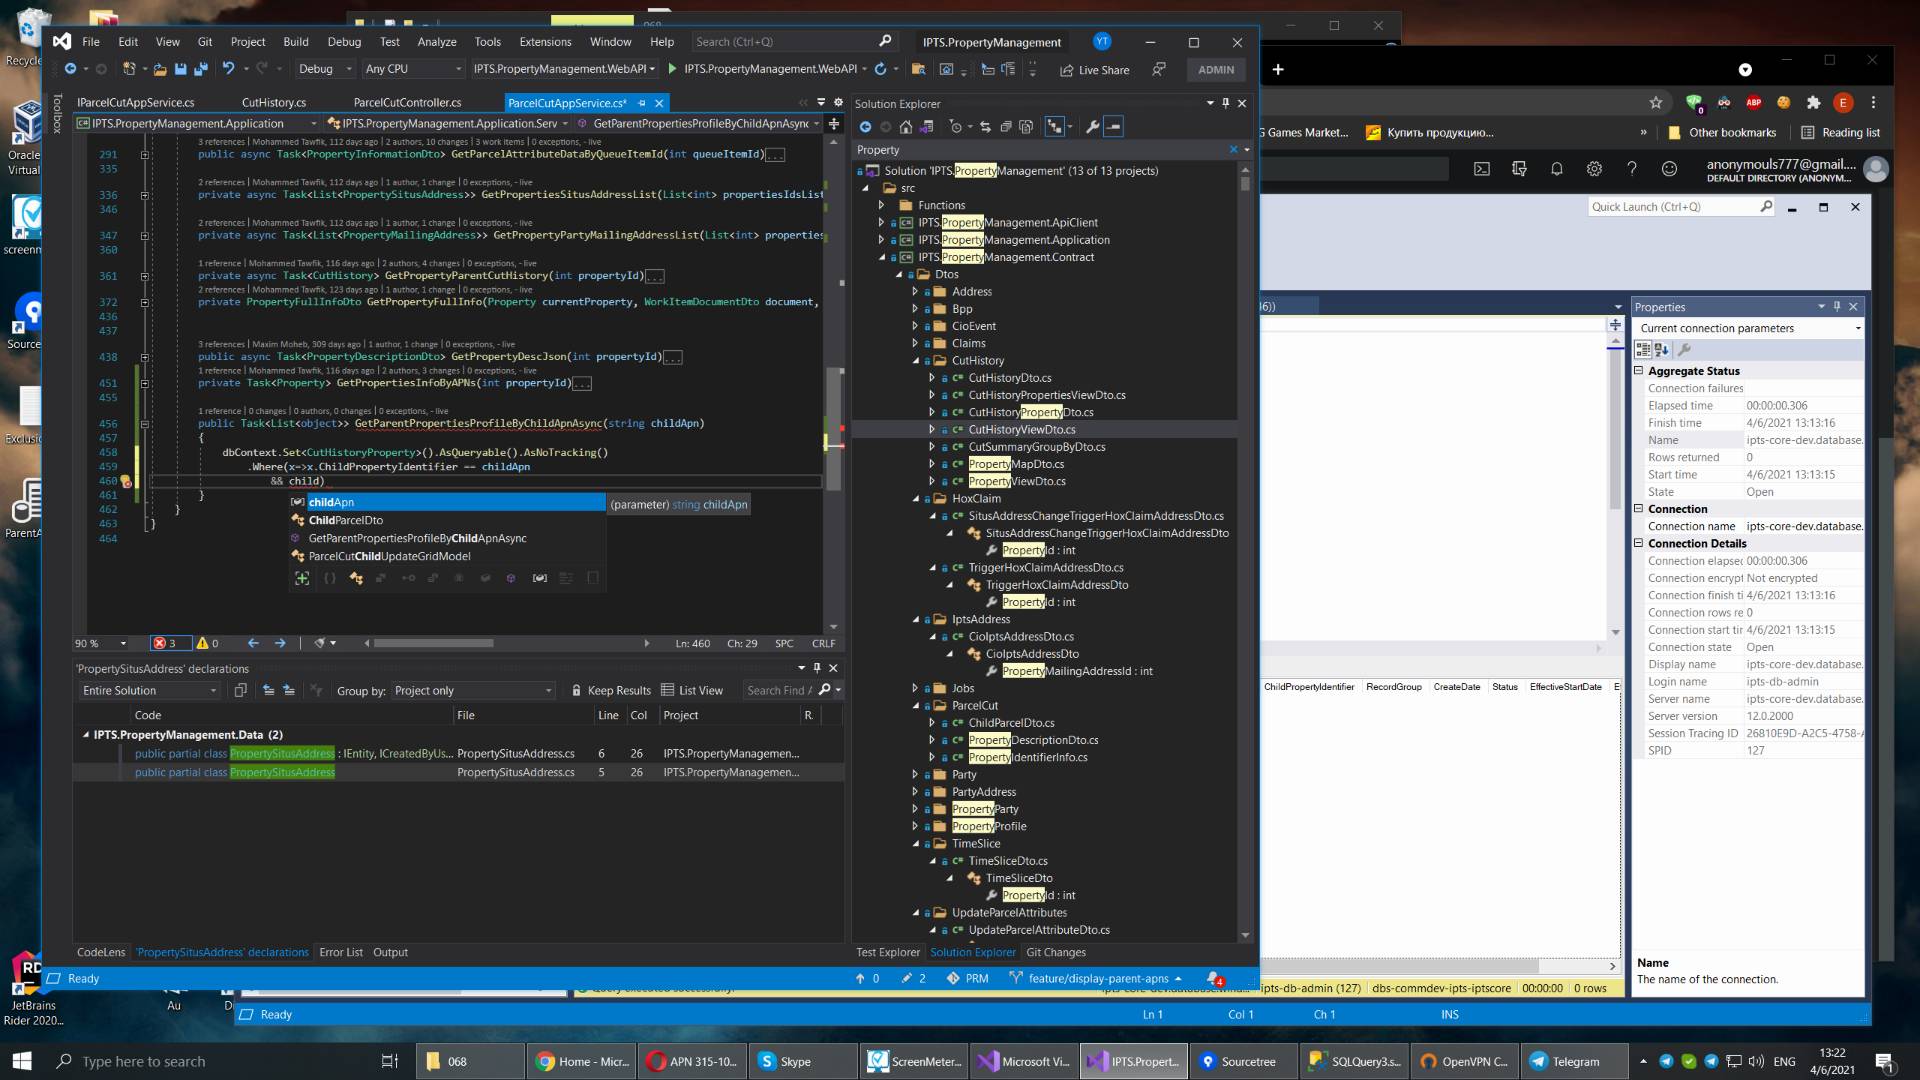 File Edit View Git Project Build Debug Test Analyze Tools Extensions Window Help Search (Ctrl+Q) IPTS.PropertyManagement YT
Debug Any CPU IPTS.PropertyManagement.WebAPI IPTS.PropertyManagement.WebAPI Live Share ADMIN
Toolbox
IParcelCutAppService.cs CutHistory.cs ParcelCutController.cs ParcelCutAppService.cs*
IPTS.PropertyManagement.Application IPTS.PropertyManagement.Application.Serv GetParentPropertiesProfileByChildApnAsync
3 references | Mohammed Tawfik, 112 days ago | 2 authors, 10 changes | 3 work items | 0 exceptions, - live
291 public async Task<PropertyInformationDto> GetParcelAttributeDataByQueueItemId(int queueItemId)...
335
2 references | Mohammed Tawfik, 112 days ago | 1 author, 1 change | 0 exceptions, - live
336 private async Task<List<PropertySitusAddress>> GetPropertiesSitusAddressList(List<int> propertiesIdsList
346
2 references | Mohammed Tawfik, 112 days ago | 1 author, 1 change | 0 exceptions, - live
347 private async Task<List<PropertyMailingAddress>> GetPropertyPartyMailingAddressList(List<int> properties
360
1 reference | Mohammed Tawfik, 116 days ago | 2 authors, 4 changes | 0 exceptions, - live
361 private async Task<CutHistory> GetPropertyParentCutHistory(int propertyId)...
2 references | Mohammed Tawfik, 123 days ago | 1 author, 1 change | 0 exceptions, - live
372 private PropertyFullInfoDto GetPropertyFullInfo(Property currentProperty, WorkItemDocumentDto document,
436
437
3 references | Maxim Moheb, 309 days ago | 1 author, 1 change | 0 exceptions, - live
438 public async Task<PropertyDescriptionDto> GetPropertyDescJson(int propertyId)...
1 reference | Mohammed Tawfik, 116 days ago | 2 authors, 3 changes | 0 exceptions, - live
451 private Task<Property> GetPropertiesInfoByAPNs(int propertyId)...
455
1 reference | 0 changes | 0 authors, 0 changes | 0 exceptions, - live
456 public Task<List<object>> GetParentPropertiesProfileByChildApnAsync(string childApn)
457 {
458 dbContext.Set<CutHistoryProperty>().AsQueryable().AsNoTracking()
459 .Where(x=>x.ChildPropertyIdentifier == childApn
460 && child)
461 }
462 }
463 }
464
childApn (parameter) string childApn
ChildParcelDto
GetParentPropertiesProfileByChildApnAsync
ParcelCutChildUpdateGridModel
90 % 3 0 Ln: 460 Ch: 29 SPC CRLF
'PropertySitusAddress' declarations
Entire Solution Group by: Project only Keep Results List View Search Find A
Code File Line Col Project R.
IPTS.PropertyManagement.Data (2)
public partial class PropertySitusAddress : IEntity, ICreatedByUs... PropertySitusAddress.cs 6 26 IPTS.PropertyManagemen...
public partial class PropertySitusAddress PropertySitusAddress.cs 5 26 IPTS.PropertyManagemen...
CodeLens 'PropertySitusAddress' declarations Error List Output
Solution Explorer
Property
Solution 'IPTS.PropertyManagement' (13 of 13 projects)
src
Functions
IPTS.PropertyManagement.ApiClient
IPTS.PropertyManagement.Application
IPTS.PropertyManagement.Contract
Dtos
Address
Bpp
CioEvent
Claims
CutHistory
CutHistoryDto.cs
CutHistoryPropertiesViewDto.cs
CutHistoryPropertyDto.cs
CutHistoryViewDto.cs
CutSummaryGroupByDto.cs
PropertyMapDto.cs
PropertyViewDto.cs
HoxClaim
SitusAddressChangeTriggerHoxClaimAddressDto.cs
SitusAddressChangeTriggerHoxClaimAddressDto
PropertyId : int
TriggerHoxClaimAddressDto.cs
TriggerHoxClaimAddressDto
PropertyId : int
IptsAddress
CioIptsAddressDto.cs
CioIptsAddressDto
PropertyMailingAddressId : int
Jobs
ParcelCut
ChildParcelDto.cs
PropertyDescriptionDto.cs
PropertyIdentifierInfo.cs
Party
PartyAddress
PropertyParty
PropertyProfile
TimeSlice
TimeSliceDto.cs
TimeSliceDto
PropertyId : int
UpdateParcelAttributes
UpdateParcelAttributeDto.cs
Test Explorer Solution Explorer Git Changes
Ready 0 2 PRM feature/display-parent-apns 4
G Games Market... Купить продукцию... » Other bookmarks Reading list
ABP E 0
anonymouls777@gmail....
DEFAULT DIRECTORY (ANONYM...
Quick Launch (Ctrl+Q)
Properties
Current connection parameters
Aggregate Status
Connection failures
Elapsed time 00:00:00.306
Finish time 4/6/2021 13:13:16
Name ipts-core-dev.database.
Rows returned 0
Start time 4/6/2021 13:13:15
State Open
Connection
Connection name ipts-core-dev.database.
Connection Details
Connection elapsed 00:00:00.306
Connection encrypt Not encrypted
Connection finish ti 4/6/2021 13:13:16
Connection rows re 0
Connection start tir 4/6/2021 13:13:15
Connection state Open
Display name ipts-core-dev.database.
Login name ipts-db-admin
Server name ipts-core-dev.database.
Server version 12.0.2000
Session Tracing ID 26810E9D-A2C5-4758-A
SPID 127
Name
The name of the connection.
ChildPropertyIdentifier RecordGroup CreateDate Status EffectiveStartDate E
Query executed successfully. ipts-db-admin (127) dbs-commdev-ipts-iptscore 00:00:00 0 rows
Ready Ln 1 Col 1 Ch 1 INS
Recycle
Oracle
Virtual
screenm
Source
Exclusio
ParentA
JetBrains
Rider 2020...
Au
Type here to search 068 Home - Micr... APN 315-10... Skype ScreenMeter... Microsoft Vi... IPTS.Propert... Sourcetree SQLQuery3.s... OpenVPN C... Telegram ENG 13:22
4/6/2021 1